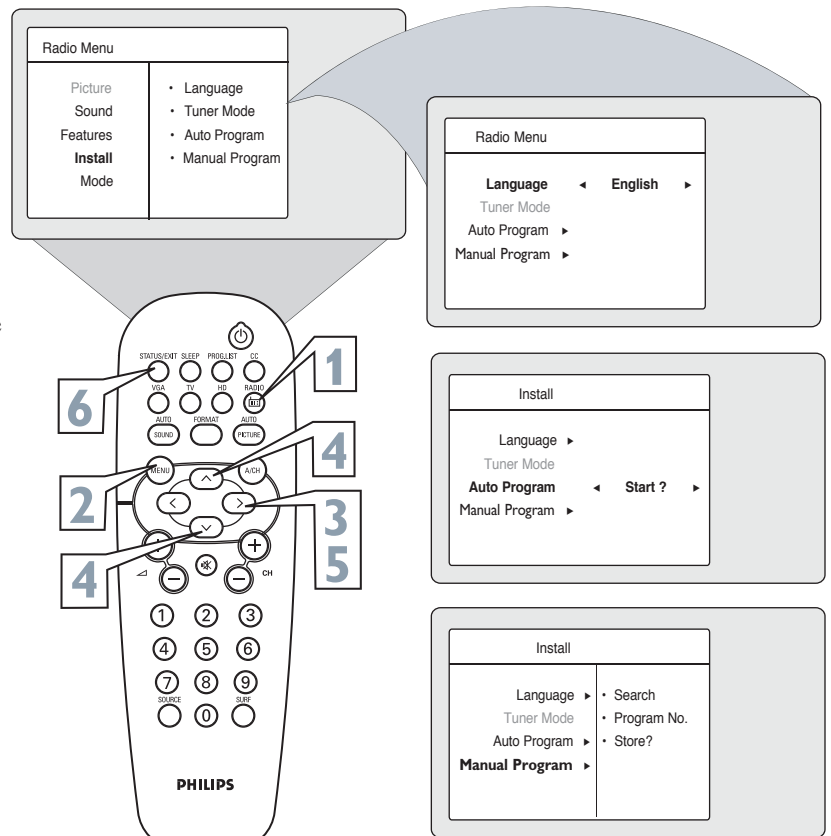 Radio Menu
Picture
Sound
Features
Install
Mode
• Language
• Tuner Mode
• Auto Program
• Manual Program
Radio Menu
Language ◂ English ▸
Tuner Mode
Auto Program ▸
Manual Program ▸
Install
Language ▸
Tuner Mode
Auto Program ◂ Start ? ▸
Manual Program ▸
Install
Language ▸
Tuner Mode
Auto Program ▸
Manual Program ▸
• Search
• Program No.
• Store?
STATUS/EXIT SLEEP PROG.LIST CC
VGA TV HD RADIO
AUTO FORMAT AUTO
SOUND PICTURE
MENU A/CH
+ +
− − CH
1 2 3
4 5 6
7 8 9
SOURCE 0 SURF
PHILIPS
6
1
2
4
3
5
4